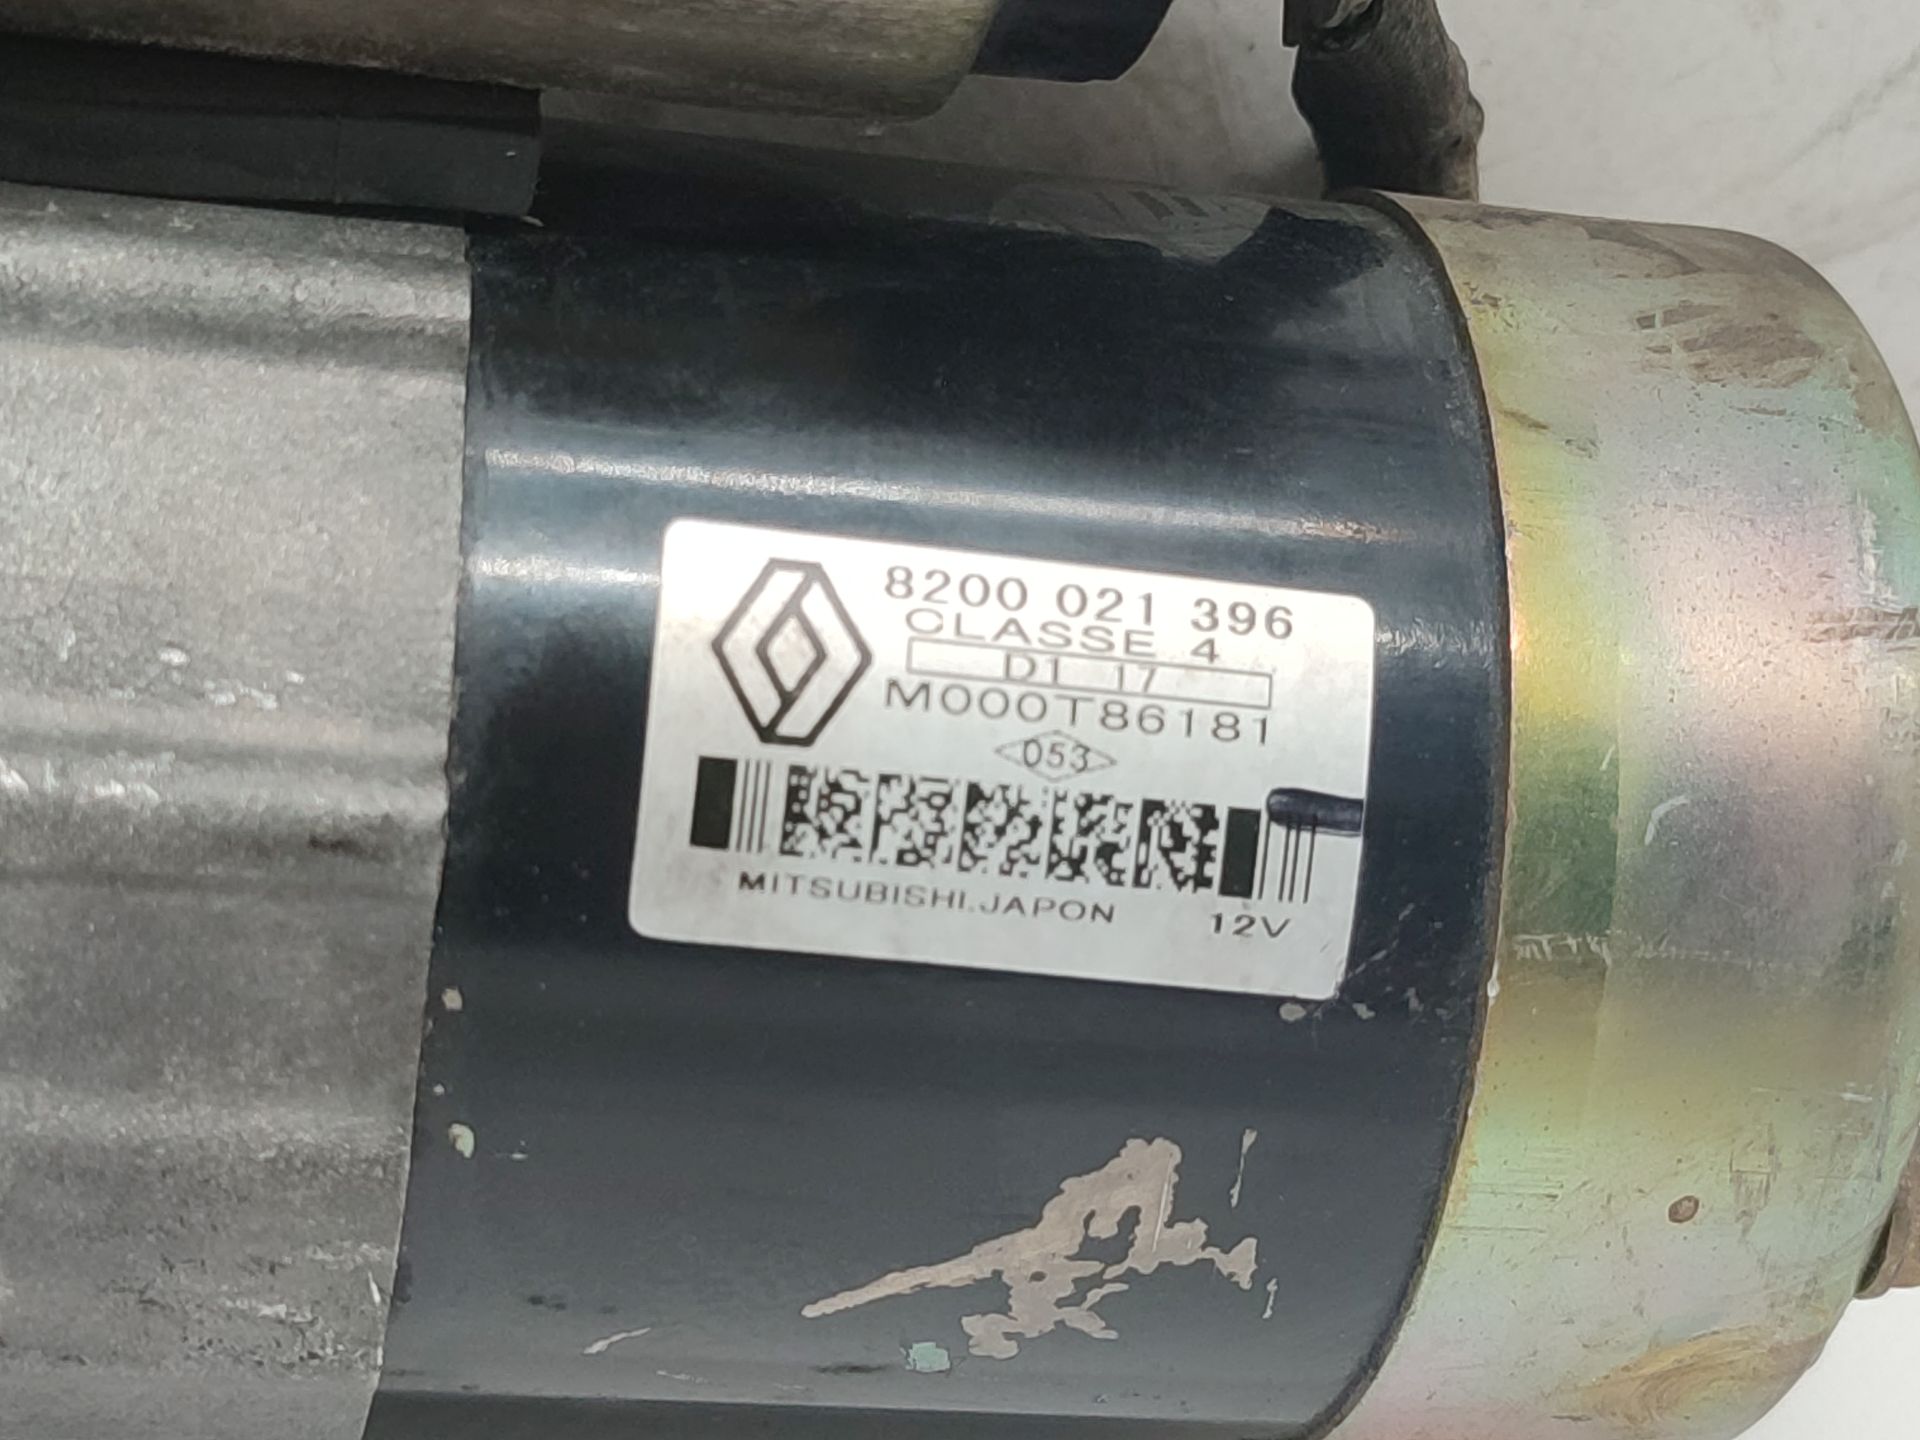 8200 021 396
CLASSE 4
D1 17
M000T86181
053
MITSUBISHI.JAPON 12V